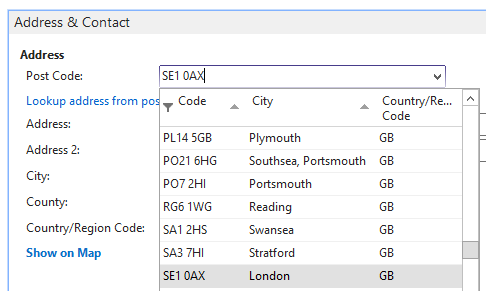 Address & Contact
Address
Post Code: SE1 0AX
Lookup address from pos
Code City Country/Re... Code
Address:
PL14 5GB Plymouth GB
Address 2:
PO21 6HG Southsea, Portsmouth GB
City:
PO7 2HI Portsmouth GB
County:
RG6 1WG Reading GB
Country/Region Code:
SA1 2HS Swansea GB
Show on Map
SA3 7HI Stratford GB
SE1 0AX London GB